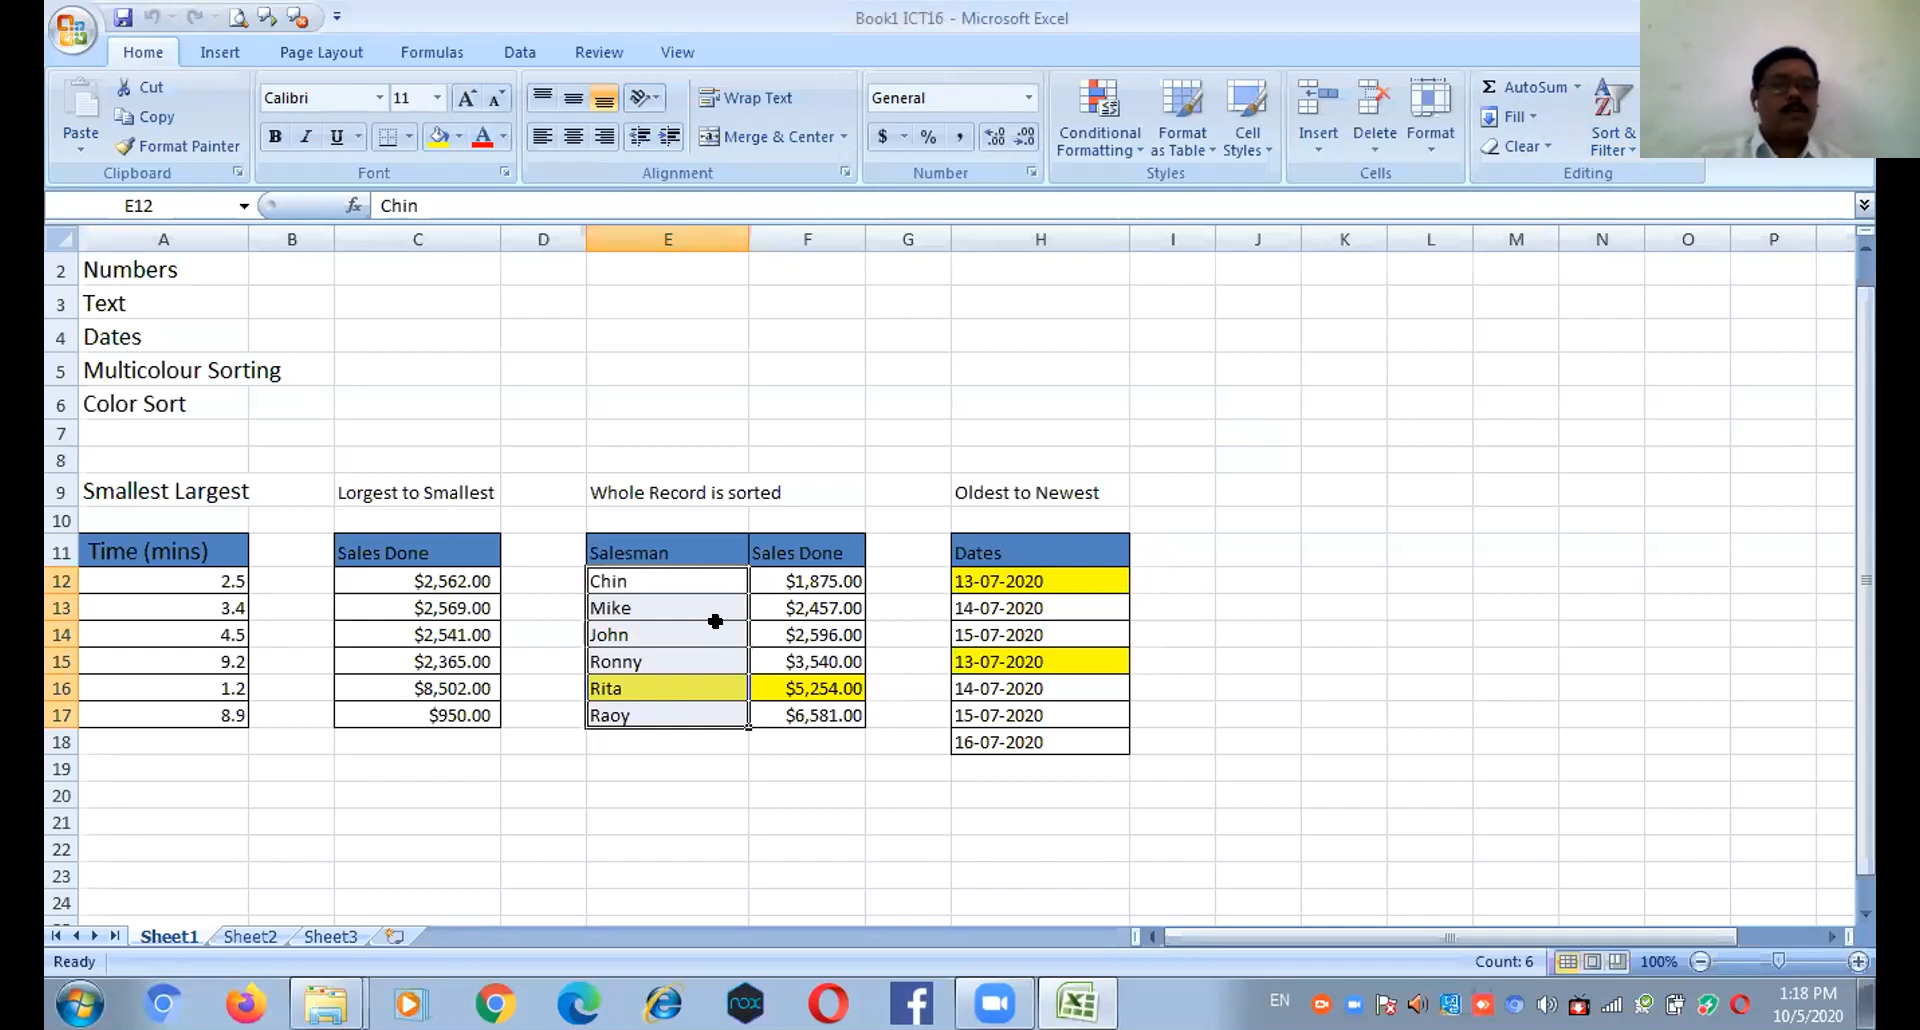 Book1 ICT16 - Microsoft Excel
Home Insert Page Layout Formulas Data Review View
Cut
Copy
Format Painter
Paste
Clipboard
Calibri 11
B I U
Font
Wrap Text
Merge & Center
Alignment
General
$ % ,
Number
Conditional Formatting
Format as Table
Cell Styles
Styles
Insert Delete Format
Cells
AutoSum
Fill
Clear
Sort & Filter
Editing
E12 fx Chin
A B C D E F G H I J K L M N O P
2 Numbers
3 Text
4 Dates
5 Multicolour Sorting
6 Color Sort
7
8
9 Smallest Largest Lorgest to Smallest Whole Record is sorted Oldest to Newest
10
11 Time (mins) Sales Done Salesman Sales Done Dates
12 2.5 $2,562.00 Chin $1,875.00 13-07-2020
13 3.4 $2,569.00 Mike $2,457.00 14-07-2020
14 4.5 $2,541.00 John $2,596.00 15-07-2020
15 9.2 $2,365.00 Ronny $3,540.00 13-07-2020
16 1.2 $8,502.00 Rita $5,254.00 14-07-2020
17 8.9 $950.00 Raoy $6,581.00 15-07-2020
18 16-07-2020
19
20
21
22
23
24
Sheet1 Sheet2 Sheet3
Ready Count: 6 100%
nox EN 1:18 PM
10/5/2020